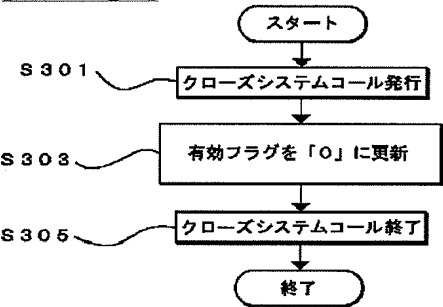 スタート
S301
クローズシステムコール発行
S303
有効フラグを「0」に更新
S305
クローズシステムコール終了
終了